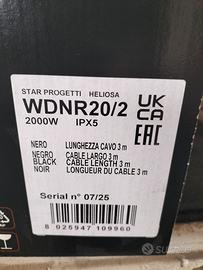 STAR PROGETTI HELIOSA
WDNR20/2
2000W IPX5
UK
CA
EAC
NERO LUNGHEZZA CAVO 3 m
NEGRO CABLE LARGO 3 m
BLACK CABLE LENGTH 3 m
NOIR LONGUEUR DU CABLE 3 m
Serial n° 07/25
8 025947 109960
SUBITO